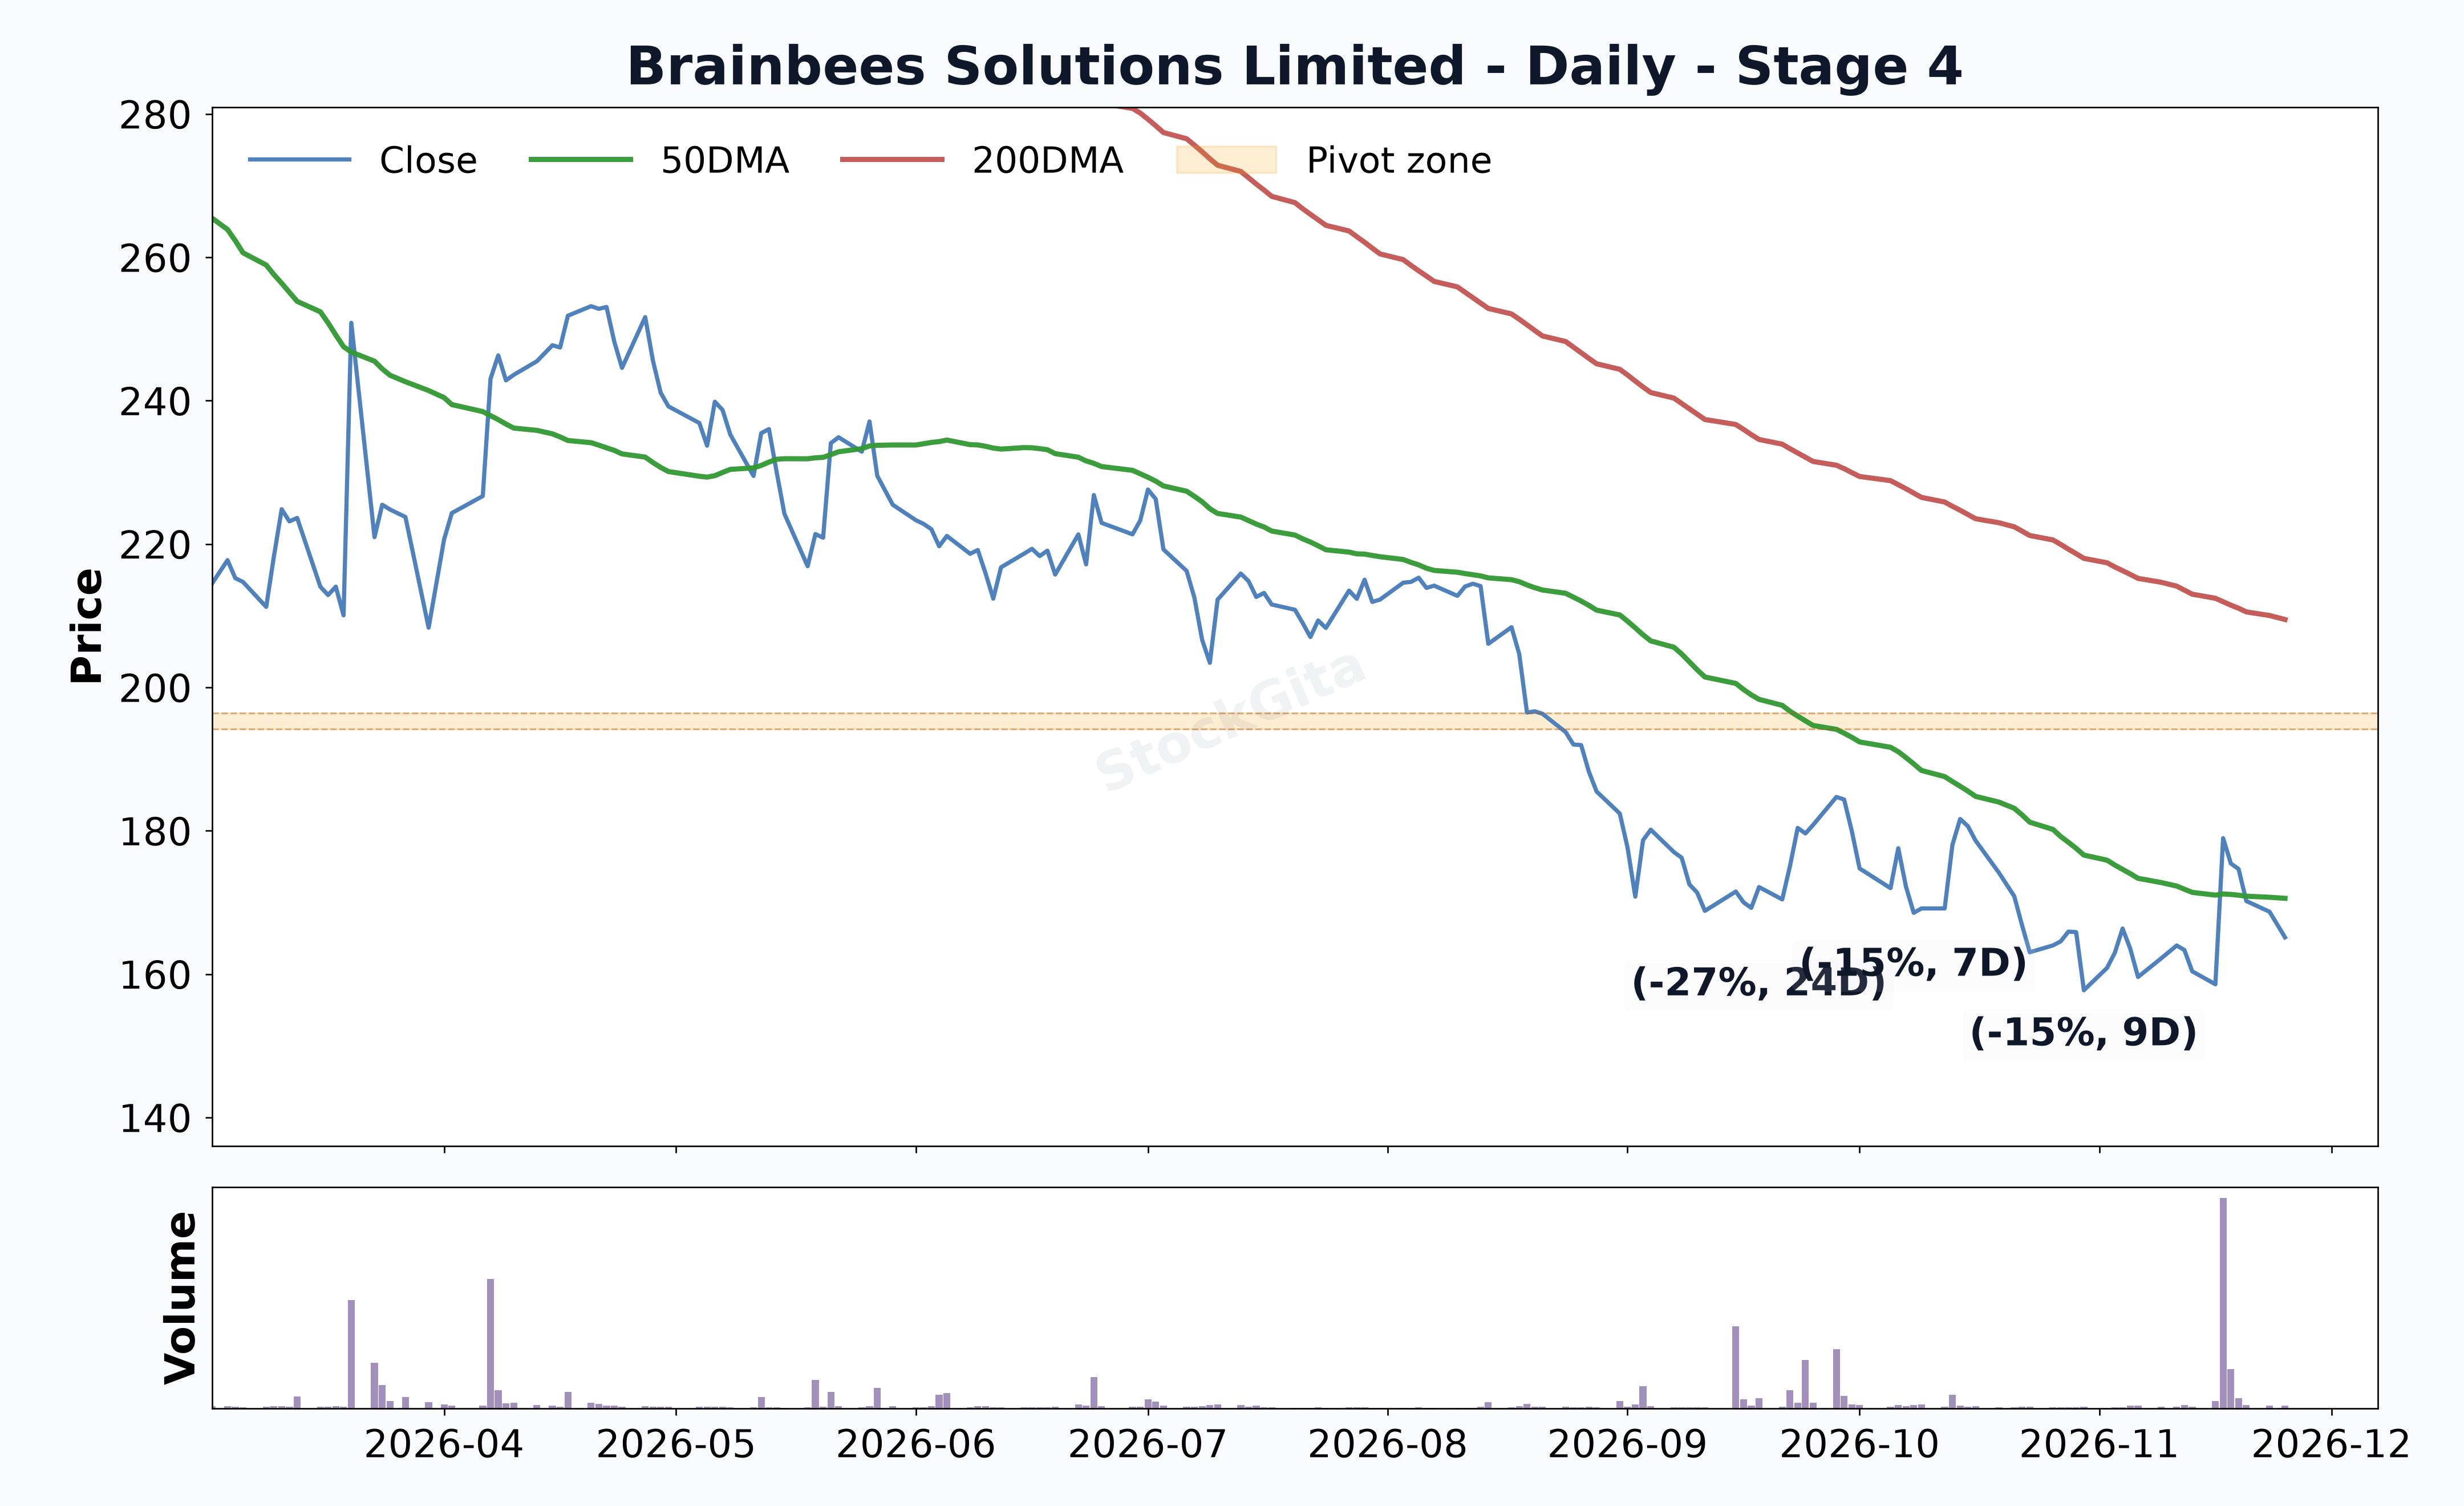 Brainbees Solutions Limited - Daily - Stage 4
Close 50DMA 200DMA Pivot zone
Price
280
260
240
220
200
180
160
140
StockGita
(-27%, 24D)
(-15%, 7D)
(-15%, 9D)
Volume
2026-04 2026-05 2026-06 2026-07 2026-08 2026-09 2026-10 2026-11 2026-12